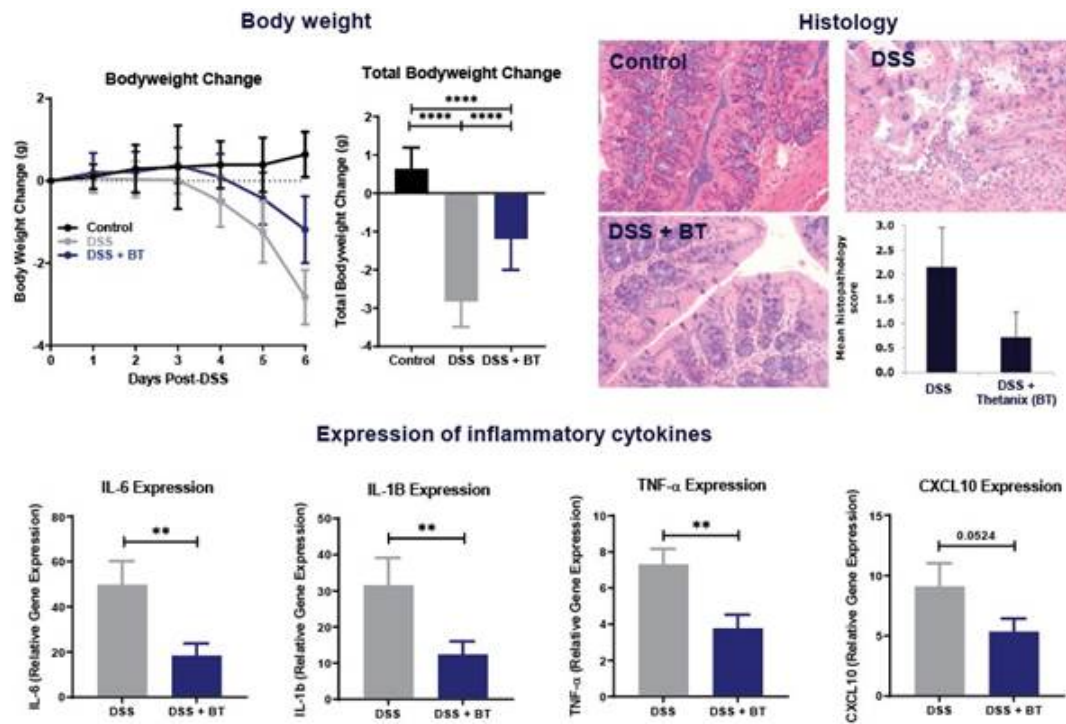 Body weight
Histology
Bodyweight Change
Body Weight Change (g)
2
0
-2
-4
Control
DSS
DSS + BT
0 1 2 3 4 5 6
Days Post-DSS
Total Bodyweight Change
****
**** ****
Total Bodyweight Change (g)
2
1
0
-1
-2
-3
-4
Control DSS DSS + BT
Control
DSS
DSS + BT
Mean histopathology
score
3.0
2.5
2.0
1.5
1.0
0.5
0.0
DSS
DSS +
Thetanix (BT)
Expression of inflammatory cytokines
IL-6 Expression
IL-6 (Relative Gene Expression)
80
60
40
20
0
**
DSS DSS + BT
IL-1B Expression
IL-1b (Relative Gene Expression)
50
40
30
20
10
0
**
DSS DSS + BT
TNF-α Expression
TNF-α (Relative Gene Expression)
8
6
4
2
0
**
DSS DSS + BT
CXCL10 Expression
CXCL10 (Relative Gene Expression)
15
10
5
0
0.0524
DSS DSS + BT